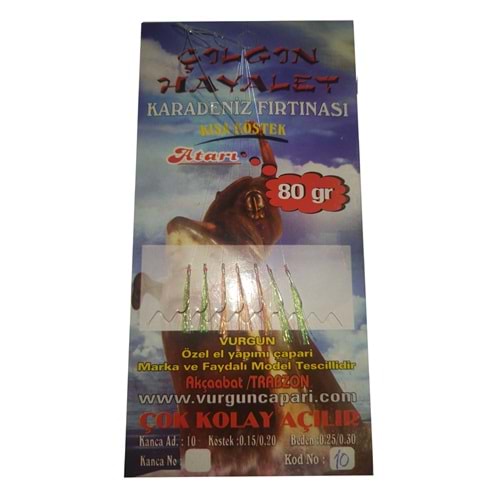 ÇILGIN
HAYALET
KARADENİZ FIRTINASI
KISA KÖSTEK
Atarı
80 gr
VURGUN
Özel el yapımı çapari
Marka ve Faydalı Model Tescillidir
Akçaabat /TRABZON
www.vurguncapari.com
ÇOK KOLAY AÇILIR
Kanca Ad. : 10 Köstek : 0.15/0.20 Beden :0.25/0.30
Kanca No : Kod No : 10